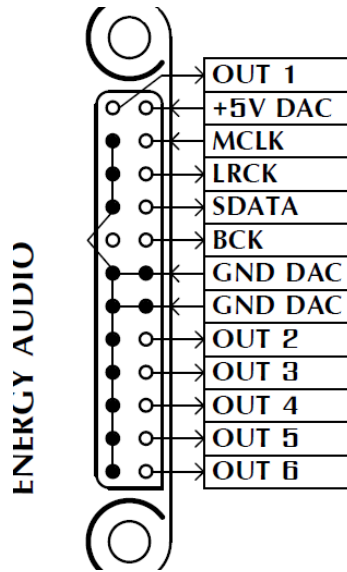 OUT 1
+5V DAC
MCLK
LRCK
SDATA
BCK
GND DAC
GND DAC
OUT 2
OUT 3
OUT 4
OUT 5
OUT 6
ENERGY AUDIO